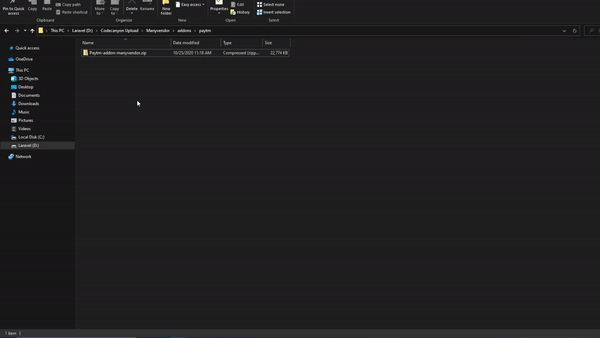 Pin to Quick access
Copy
Paste
Copy path
Paste shortcut
Move to
Copy to
Delete
Rename
New folder
Easy access
Properties
Edit
History
Open
Select none
Invert selection
Clipboard
Organize
New
Open
Select
This PC > Laravel (D:) > Codecanyon Upload > Manyvendor > addons > paytm
Name
Date modified
Type
Size
Paytm-addon-manyvendor.zip
10/25/2020 11:18 AM
Compressed (zipp...
22,774 KB
Quick access
OneDrive
This PC
3D Objects
Desktop
Documents
Downloads
Music
Pictures
Videos
Local Disk (C:)
Laravel (D:)
Network
1 item